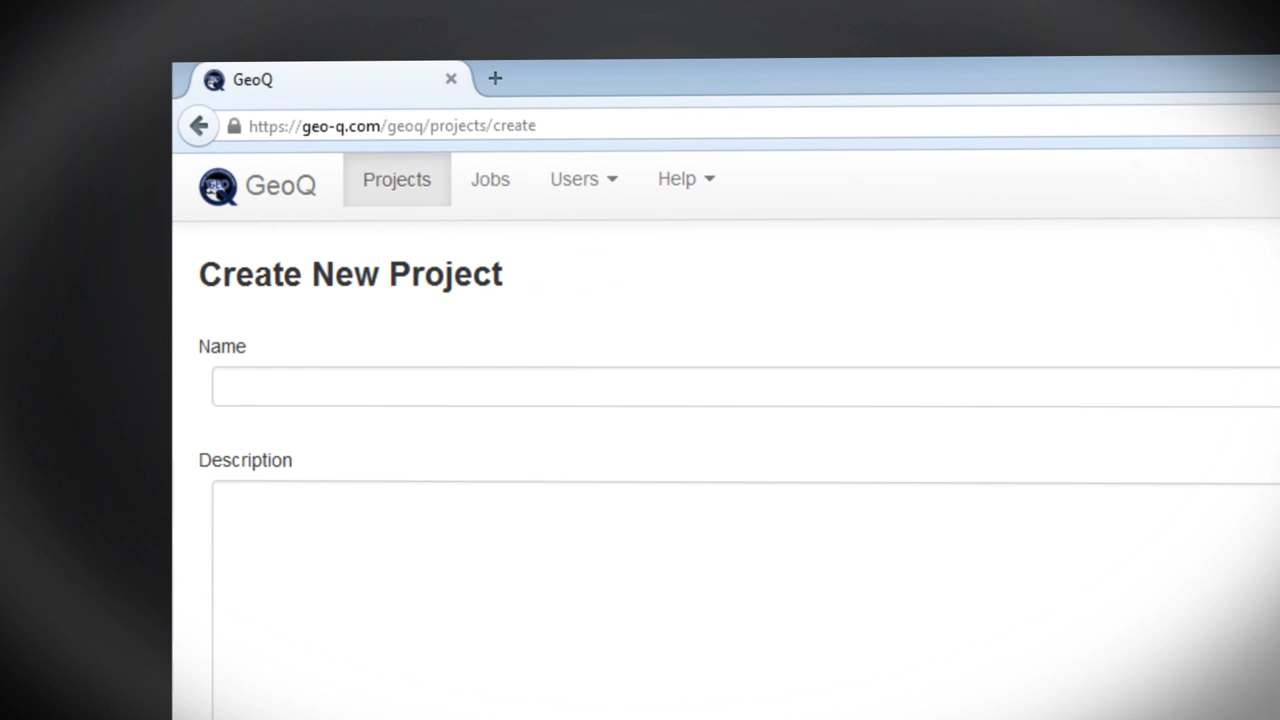 GeoQ
https://geo-q.com/geoq/projects/create
GeoQ Projects Jobs Users Help
Create New Project
Name
Description